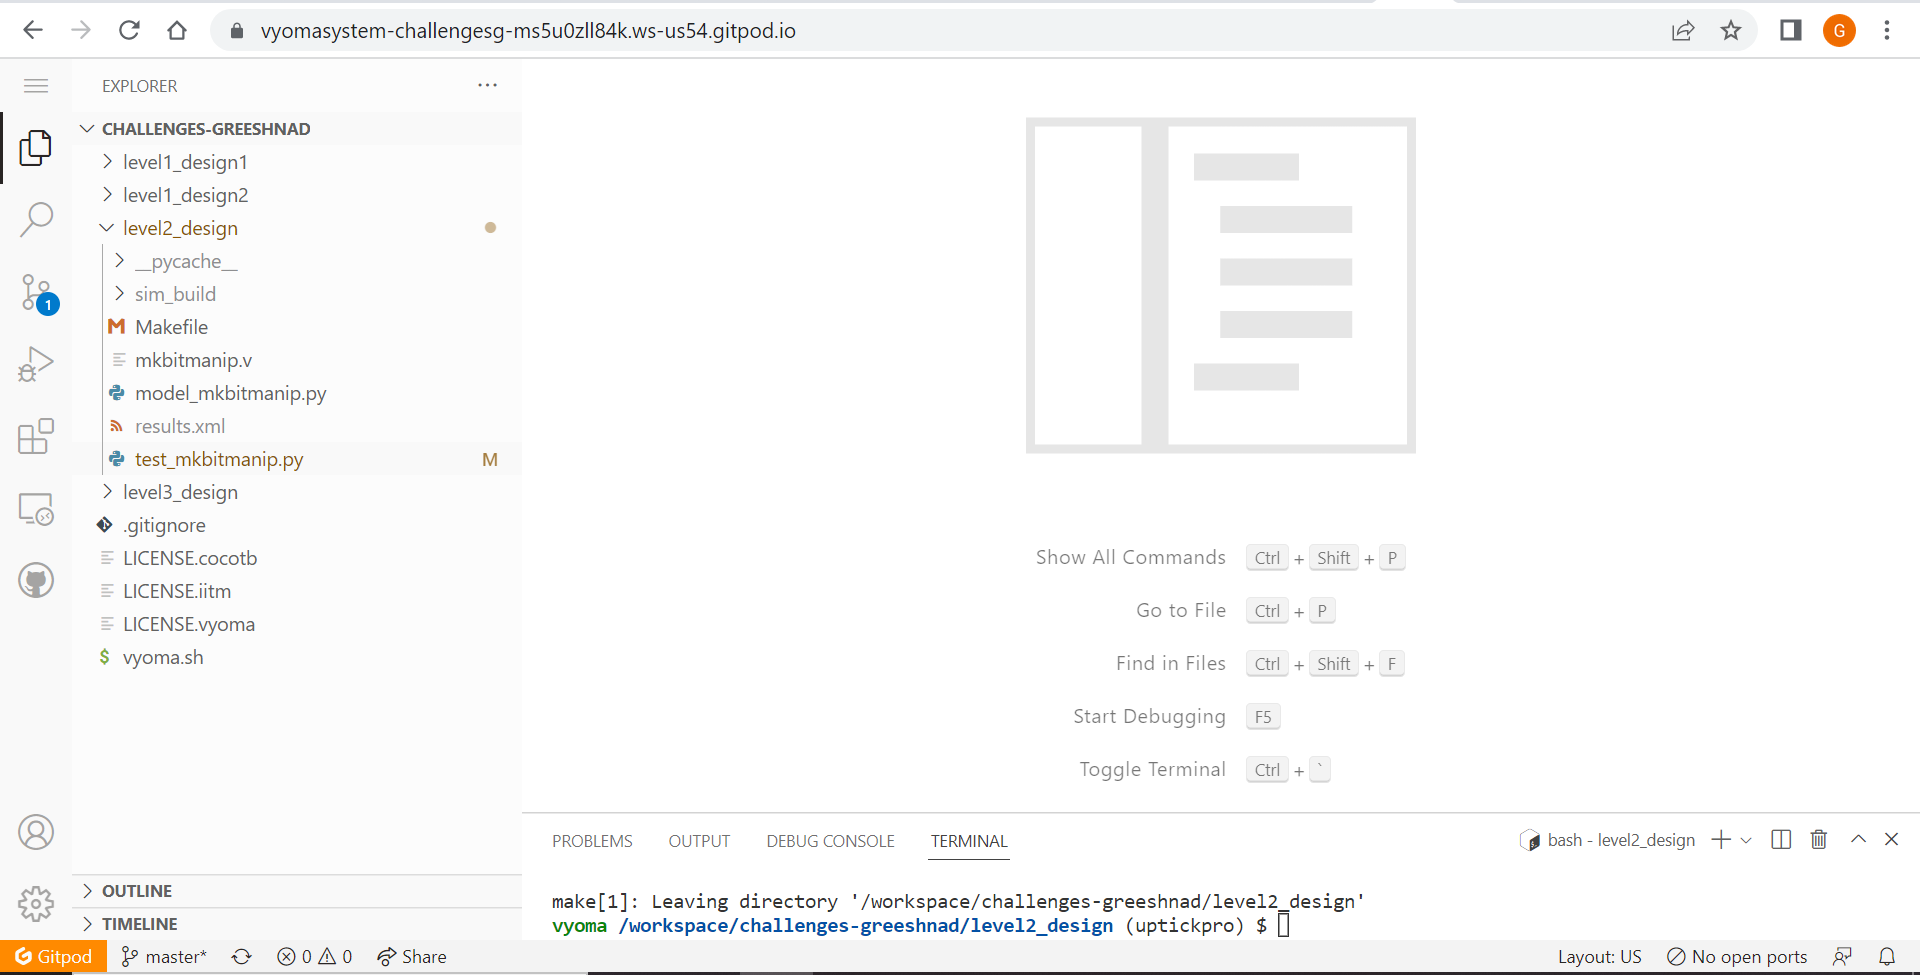 vyomasystem-challengesg-ms5u0zll84k.ws-us54.gitpod.io
G
EXPLORER
CHALLENGES-GREESHNAD
level1_design1
level1_design2
level2_design
__pycache__
sim_build
1
M Makefile
mkbitmanip.v
model_mkbitmanip.py
results.xml
test_mkbitmanip.py M
level3_design
.gitignore
LICENSE.cocotb
LICENSE.iitm
LICENSE.vyoma
$ vyoma.sh
OUTLINE
TIMELINE
Show All Commands Ctrl + Shift + P
Go to File Ctrl + P
Find in Files Ctrl + Shift + F
Start Debugging F5
Toggle Terminal Ctrl + `
PROBLEMS OUTPUT DEBUG CONSOLE TERMINAL bash - level2_design
make[1]: Leaving directory '/workspace/challenges-greeshnad/level2_design'
vyoma /workspace/challenges-greeshnad/level2_design (uptickpro) $
Gitpod master* 0 0 Share Layout: US No open ports